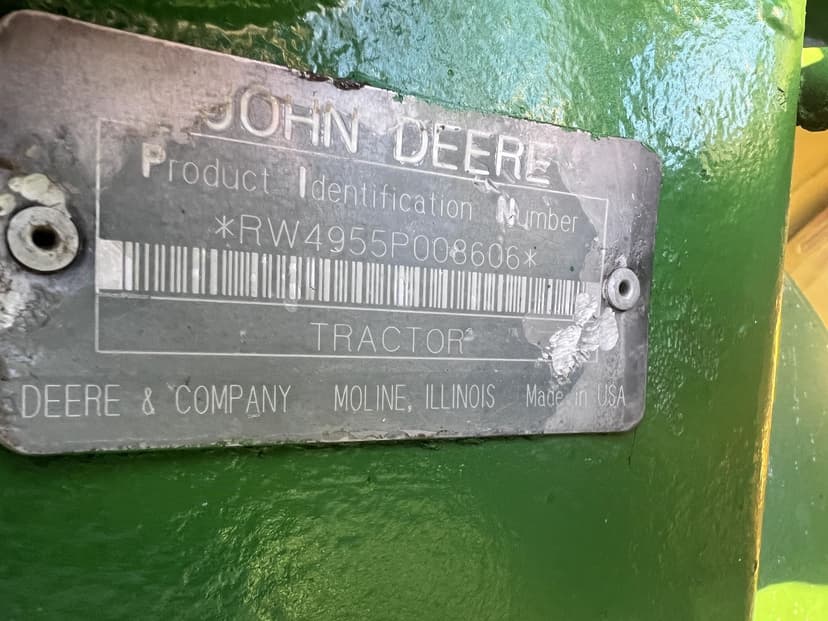 JOHN DEERE
Product Identification Number
*RW4955P008606*
TRACTOR
DEERE & COMPANY MOLINE, ILLINOIS Made in USA